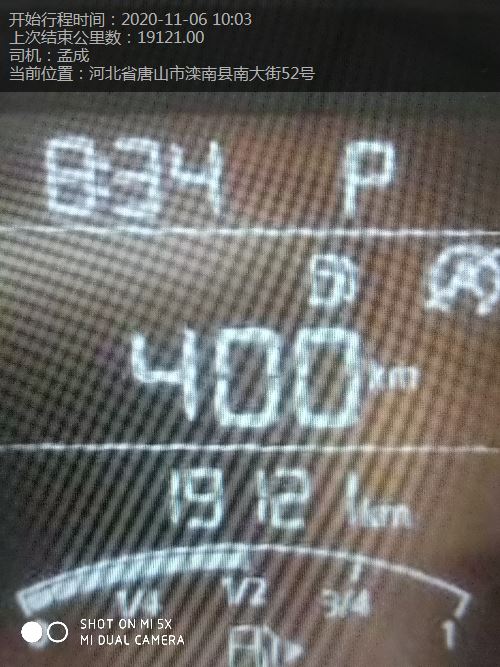 开始行程时间：2020-11-06 10:03
上次结束公里数：19121.00
司机：孟成
当前位置：河北省唐山市滦南县南大街52号
8:34 P
400 km
19121km
1/4 1/2 3/4
0 1
SHOT ON MI 5X
MI DUAL CAMERA